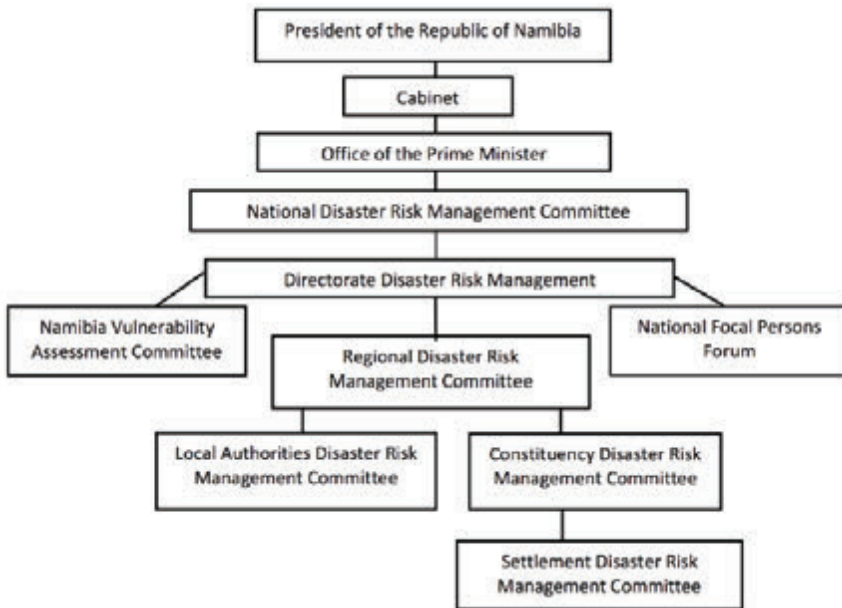 President of the Republic of Namibia
Cabinet
Office of the Prime Minister
National Disaster Risk Management Committee
Directorate Disaster Risk Management
Namibia Vulnerability
Assessment Committee
National Focal Persons
Forum
Regional Disaster Risk
Management Committee
Local Authorities Disaster Risk
Management Committee
Constituency Disaster Risk
Management Committee
Settlement Disaster Risk
Management Committee